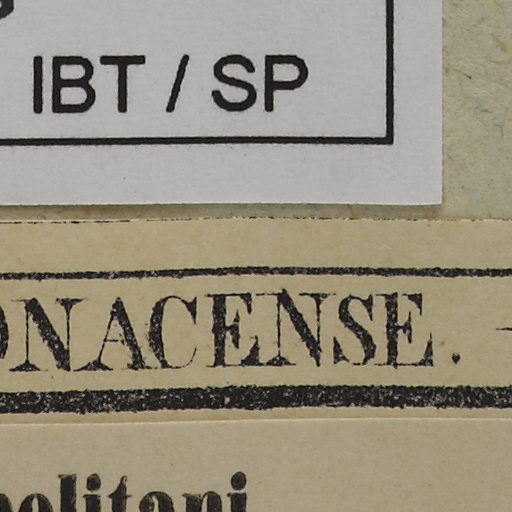 IBT / SP
ONACENSE. -
politani